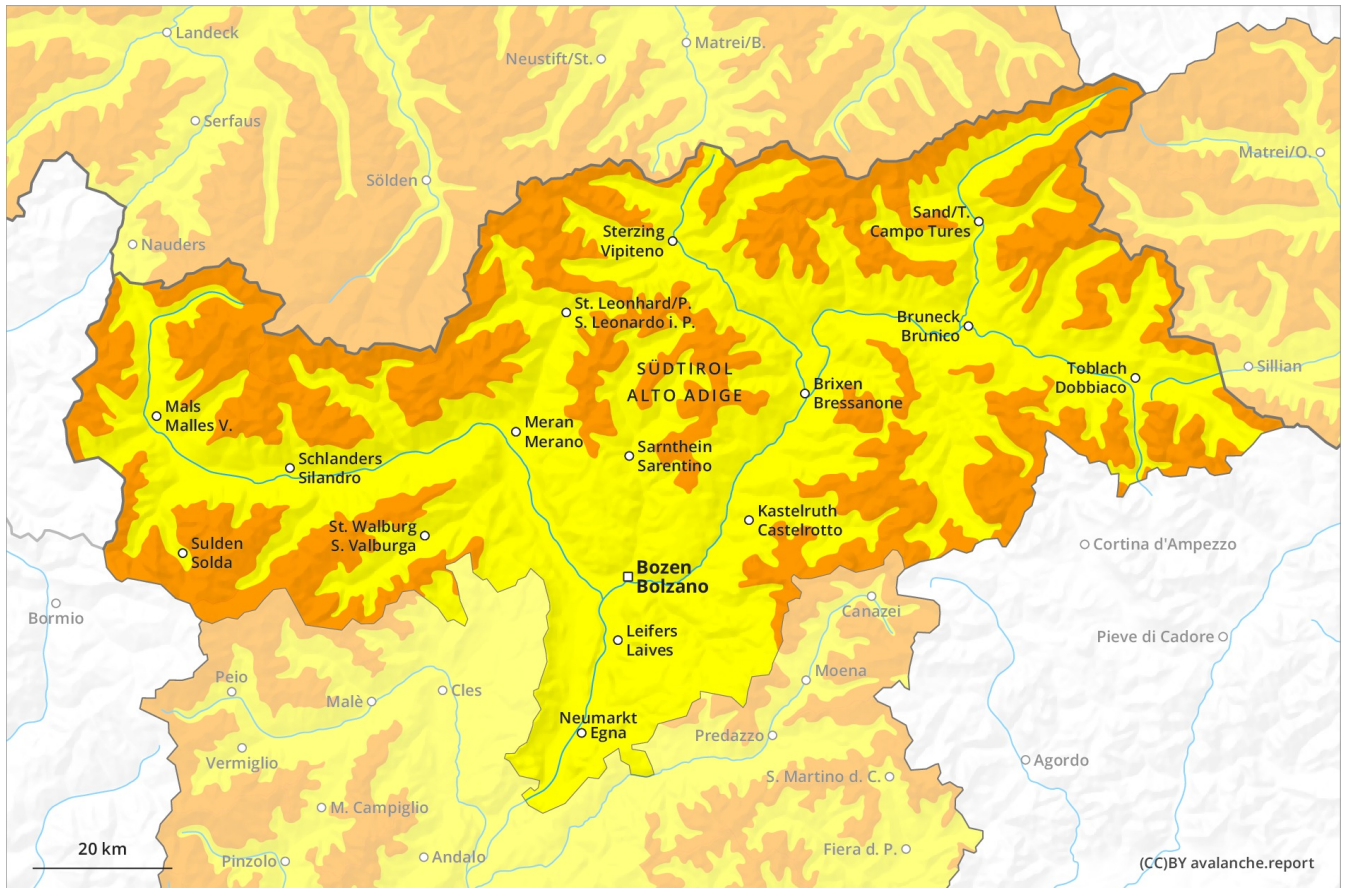 Landeck
Matrei/B.
Neustift/St.
Serfaus
Matrei/O.
Sölden
Sand/T.
Campo Tures
Nauders
Sterzing
Vipiteno
St. Leonhard/P.
S. Leonardo i. P.
Bruneck
Brunico
SÜDTIROL
ALTO ADIGE
Toblach
Dobbiaco
Sillian
Brixen
Bressanone
Mals
Malles V.
Meran
Merano
Sarnthein
Sarentino
Schlanders
Silandro
Kastelruth
Castelrotto
St. Walburg
S. Valburga
Sulden
Solda
Cortina d'Ampezzo
Bozen
Bolzano
Bormio
Canazei
Leifers
Laives
Pieve di Cadore
Peio
Moena
Malè
Cles
Neumarkt
Egna
Predazzo
Vermiglio
Agordo
S. Martino d. C.
M. Campiglio
20 km
Andalo
Fiera d. P.
Pinzolo
(CC)BY avalanche.report